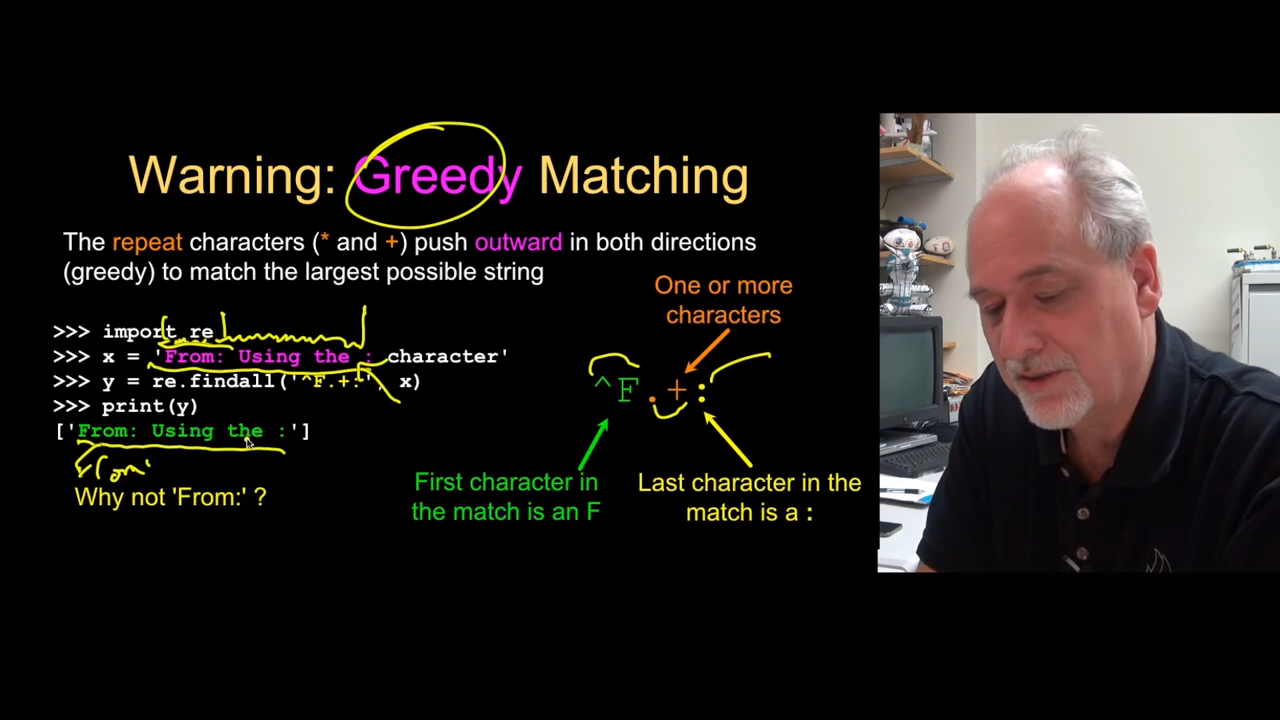 Warning: Greedy Matching
The repeat characters (* and +) push outward in both directions
(greedy) to match the largest possible string
One or more
characters
>>> import re
>>> x = 'From: Using the : character'
>>> y = re.findall('^F.+:', x)
>>> print(y)
['From: Using the :']
From
Why not 'From:' ?
^F.+:
First character in
the match is an F
Last character in the
match is a :